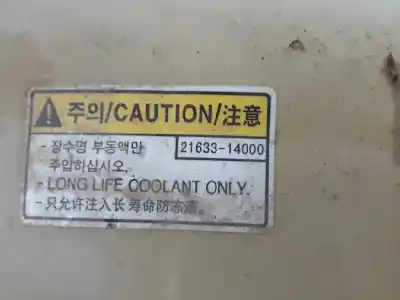 주의/CAUTION/注意
- 장수명 부동액만 21633-14000
주입하십시오.
- LONG LIFE COOLANT ONLY.
- 只允许注入长寿命防冻液.